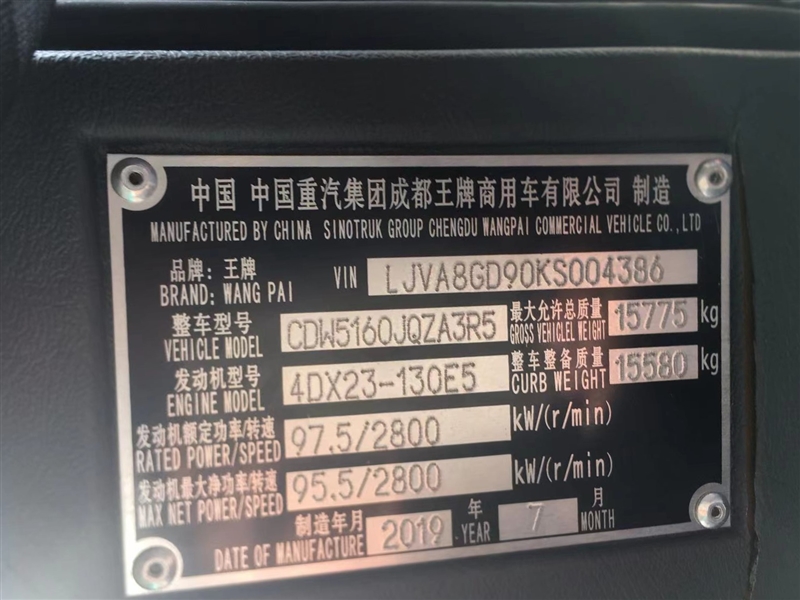 中国 中国重汽集团成都王牌商用车有限公司 制造
MANUFACTURED BY CHINA SINOTRUK GROUP CHENGDU WANGPAI COMMERCIAL VEHICLE CO.,LTD
品牌：王牌
BRAND: WANG PAI
VIN LJVA8GD90KS004386
整车型号
VEHICLE MODEL
CDW5160JQZA3R5
最大允许总质量
GROSS VEHICLEL WEIGHT
15775 kg
发动机型号
ENGINE MODEL
4DX23-130E5
整车整备质量
CURB WEIGHT
15580 kg
发动机额定功率/转速
RATED POWER/SPEED
97.5/2800 kW/(r/min)
发动机最大净功率/转速
MAX NET POWER/SPEED
95.5/2800 kW/(r/min)
制造年月
DATE OF MANUFACTURE
2019 年
YEAR
7 月
MONTH